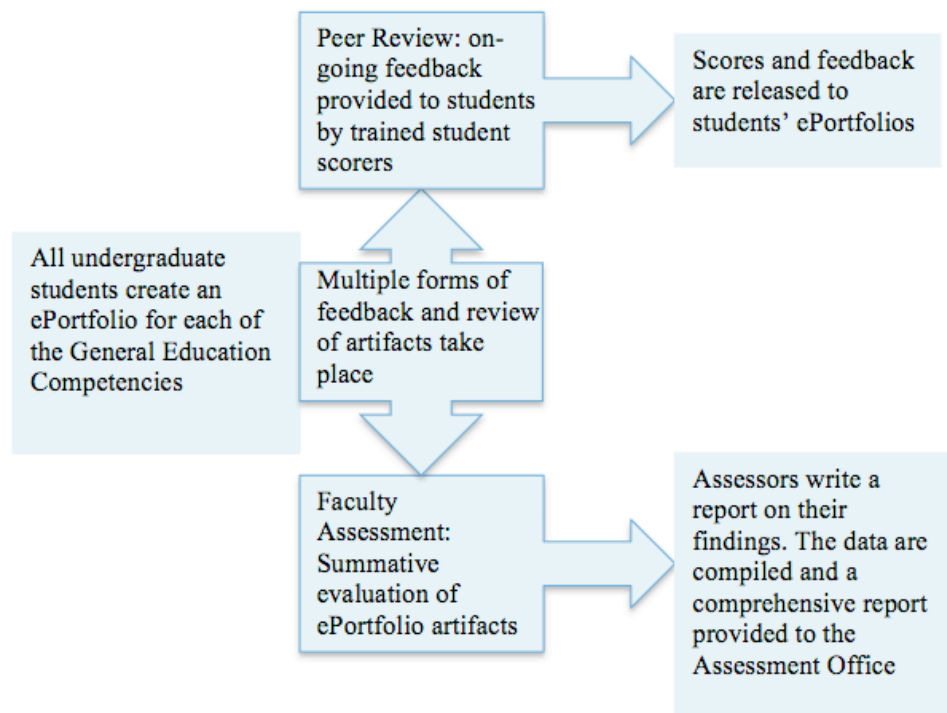 Peer Review: on-
going feedback
provided to students
by trained student
scorers
Scores and feedback
are released to
students’ ePortfolios
All undergraduate
students create an
ePortfolio for each of
the General Education
Competencies
Multiple forms of
feedback and review
of artifacts take
place
Faculty
Assessment:
Summative
evaluation of
ePortfolio artifacts
Assessors write a
report on their
findings. The data are
compiled and a
comprehensive report
provided to the
Assessment Office